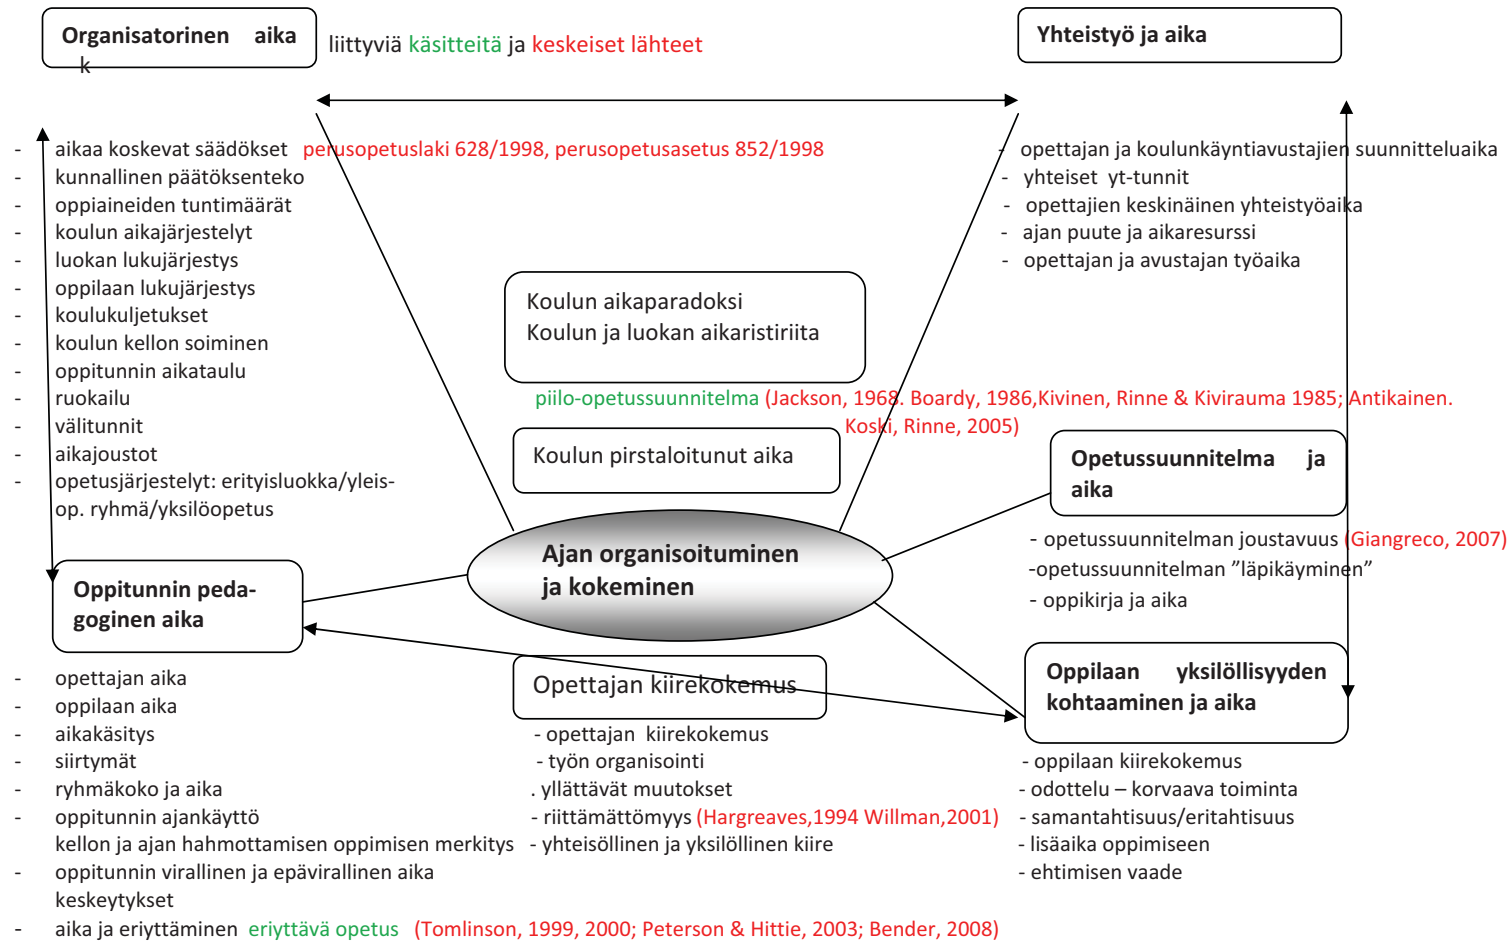 Organisatorinen aika
k
liittyviä käsitteitä ja keskeiset lähteet
Yhteistyö ja aika
- aikaa koskevat säädökset perusopetuslaki 628/1998, perusopetusasetus 852/1998
- kunnallinen päätöksenteko
- oppiaineiden tuntimäärät
- koulun aikajärjestelyt
- luokan lukujärjestys
- oppilaan lukujärjestys
- koulukuljetukset
- koulun kellon soiminen
- oppitunnin aikataulu
- ruokailu
- välitunnit
- aikajoustot
- opetusjärjestelyt: erityisluokka/yleis-
op. ryhmä/yksilöopetus
- opettajan ja koulunkäyntiavustajien suunnitteluaika
- yhteiset yt-tunnit
- opettajien keskinäinen yhteistyöaika
- ajan puute ja aikaresurssi
- opettajan ja avustajan työaika
Koulun aikaparadoksi
Koulun ja luokan aikaristiriita
piilo-opetussuunnitelma (Jackson, 1968. Boardy, 1986,Kivinen, Rinne & Kivirauma 1985; Antikainen.
Koski, Rinne, 2005)
Koulun pirstaloitunut aika
Opetussuunnitelma ja
aika
- opetussuunnitelman joustavuus (Giangreco, 2007)
-opetussuunnitelman ”läpikäyminen”
- oppikirja ja aika
Ajan organisoituminen
ja kokeminen
Oppitunnin peda-
goginen aika
- opettajan aika
- oppilaan aika
- aikakäsitys
- siirtymät
- ryhmäkoko ja aika
- oppitunnin ajankäyttö
kellon ja ajan hahmottamisen oppimisen merkitys
- oppitunnin virallinen ja epävirallinen aika
keskeytykset
- aika ja eriyttäminen eriyttävä opetus (Tomlinson, 1999, 2000; Peterson & Hittie, 2003; Bender, 2008)
Opettajan kiirekokemus
- opettajan kiirekokemus
- työn organisointi
. yllättävät muutokset
- riittämättömyys (Hargreaves,1994 Willman,2001)
- yhteisöllinen ja yksilöllinen kiire
Oppilaan yksilöllisyyden
kohtaaminen ja aika
- oppilaan kiirekokemus
- odottelu – korvaava toiminta
- samantahtisuus/eritahtisuus
- lisäaika oppimiseen
- ehtimisen vaade